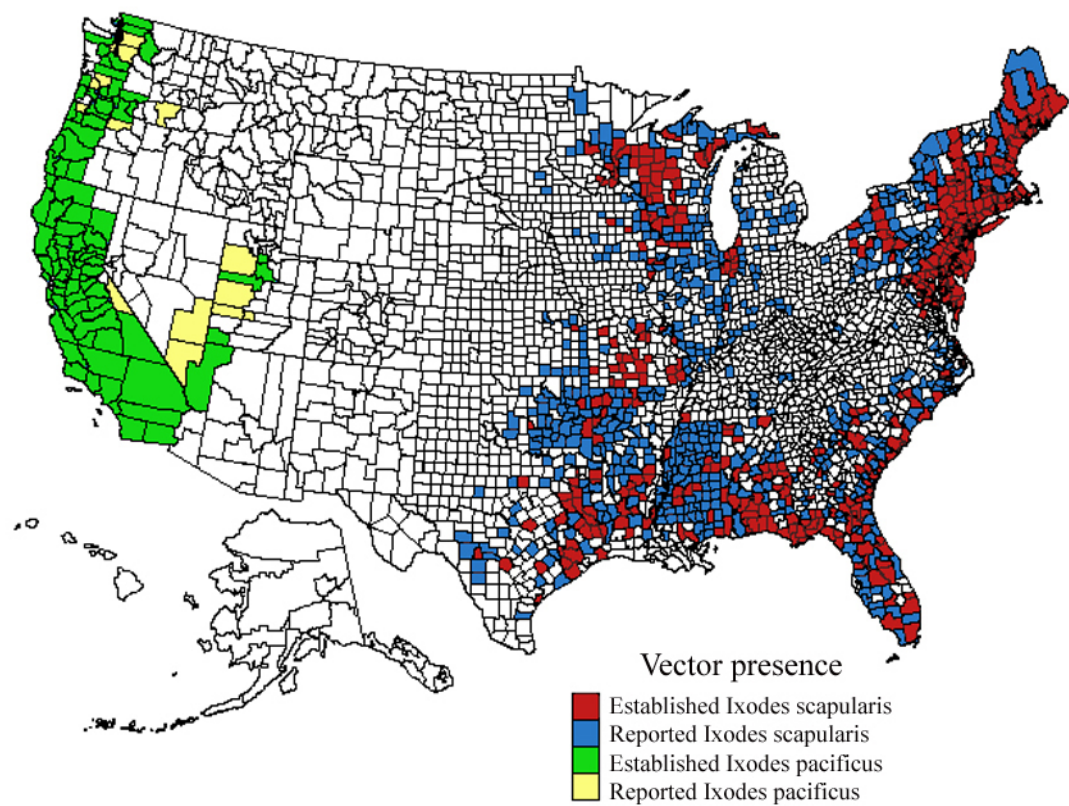 Vector presence
Established Ixodes scapularis
Reported Ixodes scapularis
Established Ixodes pacificus
Reported Ixodes pacificus